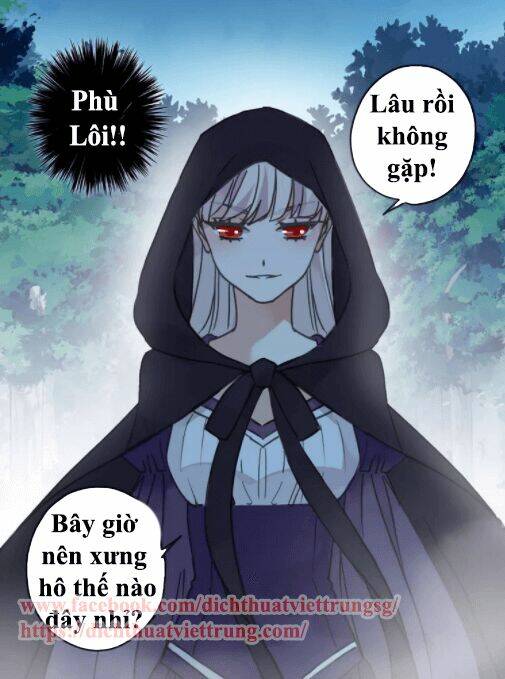 Phù
Lôi!!
Lâu rồi
không
gặp!
Bây giờ
nên xưng
hô thế nào
đây nhỉ?
www.facebook.com/dichthuatviettrungsg/
https://dichthuatviettrung.com/